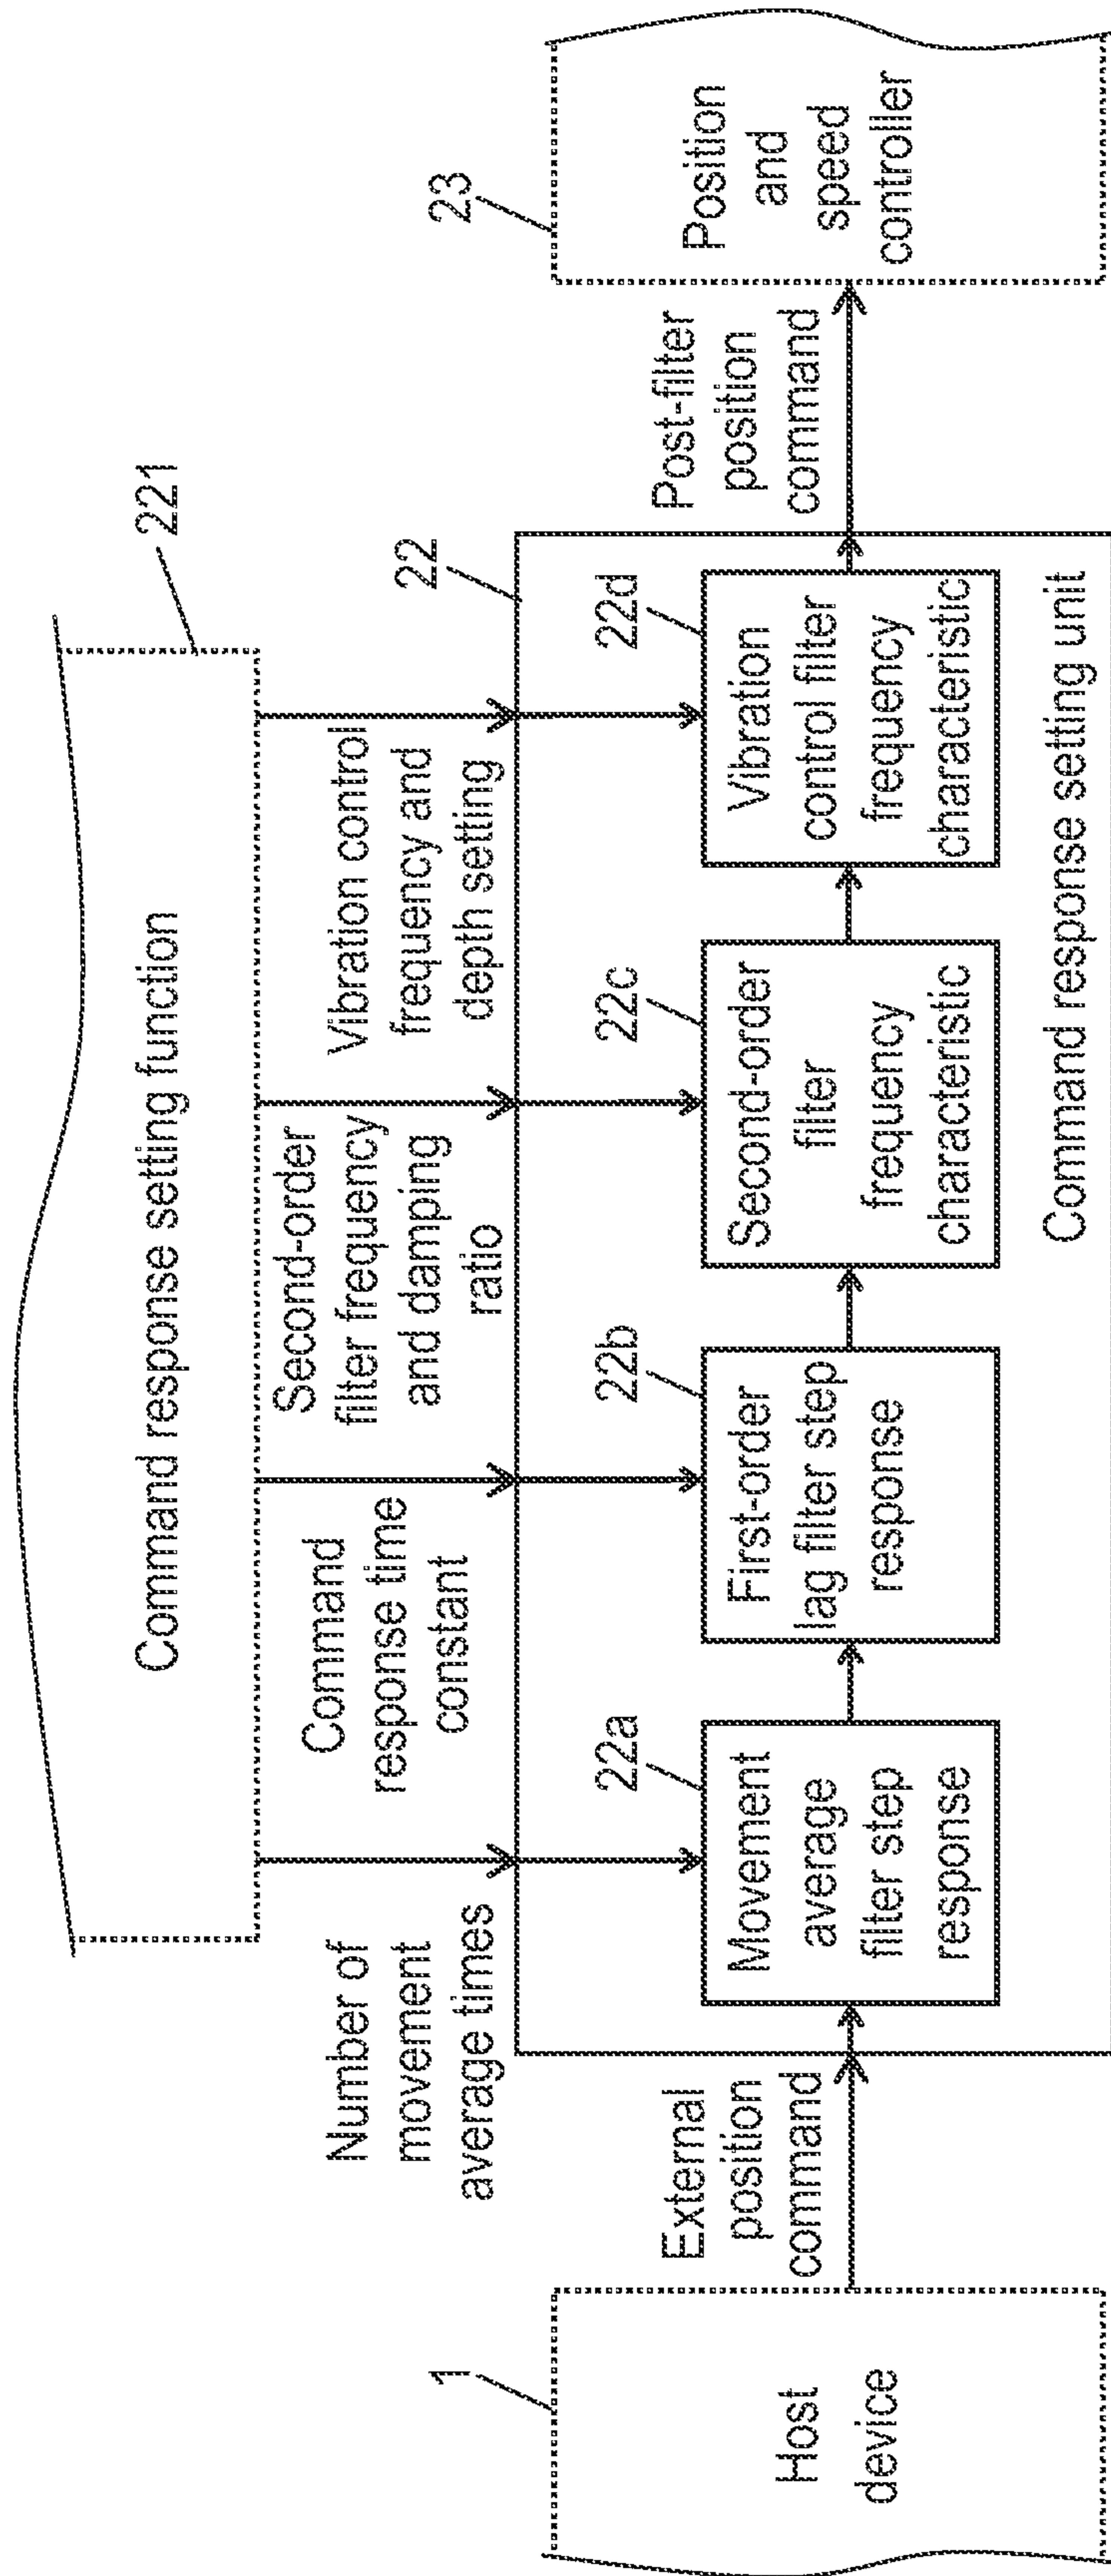 Command response setting function
221
Number of
movement
average times
Command
response time
constant
Second-order
filter frequency
and damping
ratio
Vibration control
frequency and
depth setting
1
Host
device
External
position
command
22
22a
Movement
average
filter step
response
22b
First-order
lag filter step
response
22c
Second-order
filter
frequency
characteristic
22d
Vibration
control filter
frequency
characteristic
Command response setting unit
Post-filter
position
command
23
Position
and
speed
controller